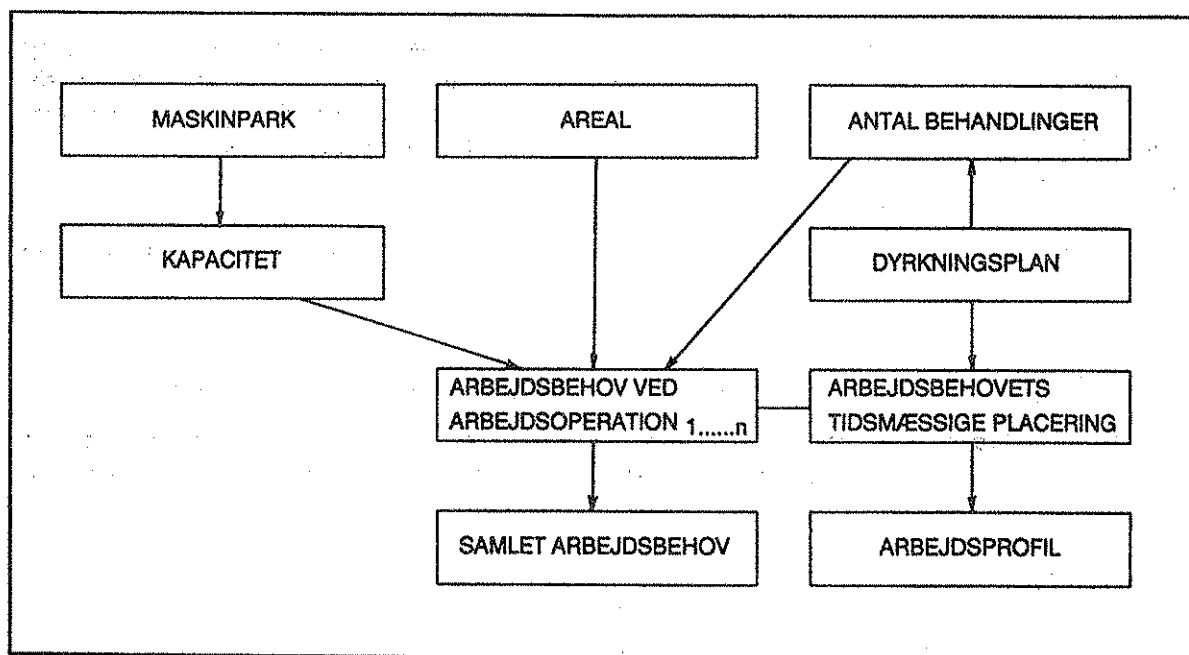 MASKINPARK
AREAL
ANTAL BEHANDLINGER
KAPACITET
DYRKNINGSPLAN
ARBEJDSBEHOV VED
ARBEJDSOPERATION 1......n
ARBEJDSBEHOVETS
TIDSMÆSSIGE PLACERING
SAMLET ARBEJDSBEHOV
ARBEJDSPROFIL